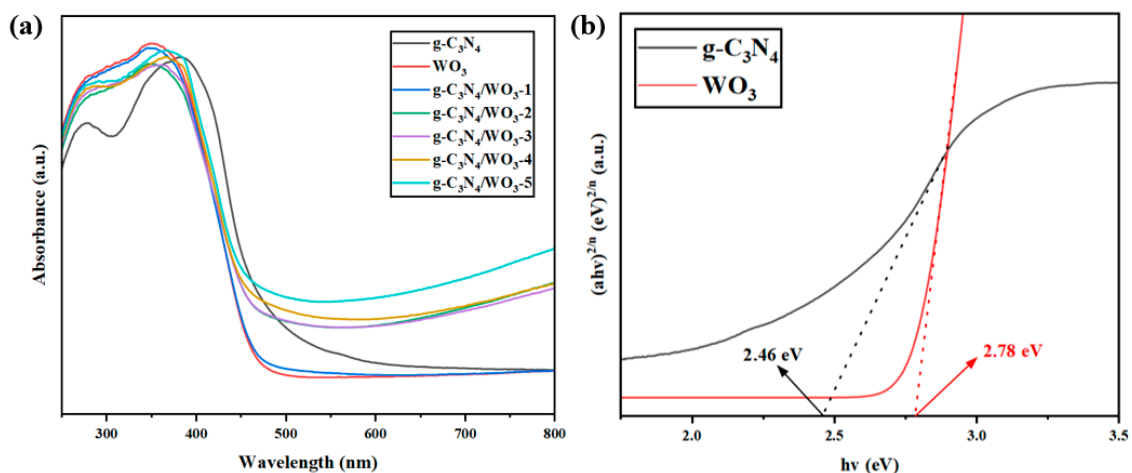 (a)
Absorbance (a.u.)
g-C₃N₄
WO₃
g-C₃N₄/WO₃-1
g-C₃N₄/WO₃-2
g-C₃N₄/WO₃-3
g-C₃N₄/WO₃-4
g-C₃N₄/WO₃-5
300 400 500 600 700 800
Wavelength (nm)
(b)
(ahv)²/ⁿ (eV)²/ⁿ (a.u.)
g-C₃N₄
WO₃
2.46 eV
2.78 eV
2.0 2.5 3.0 3.5
hv (eV)